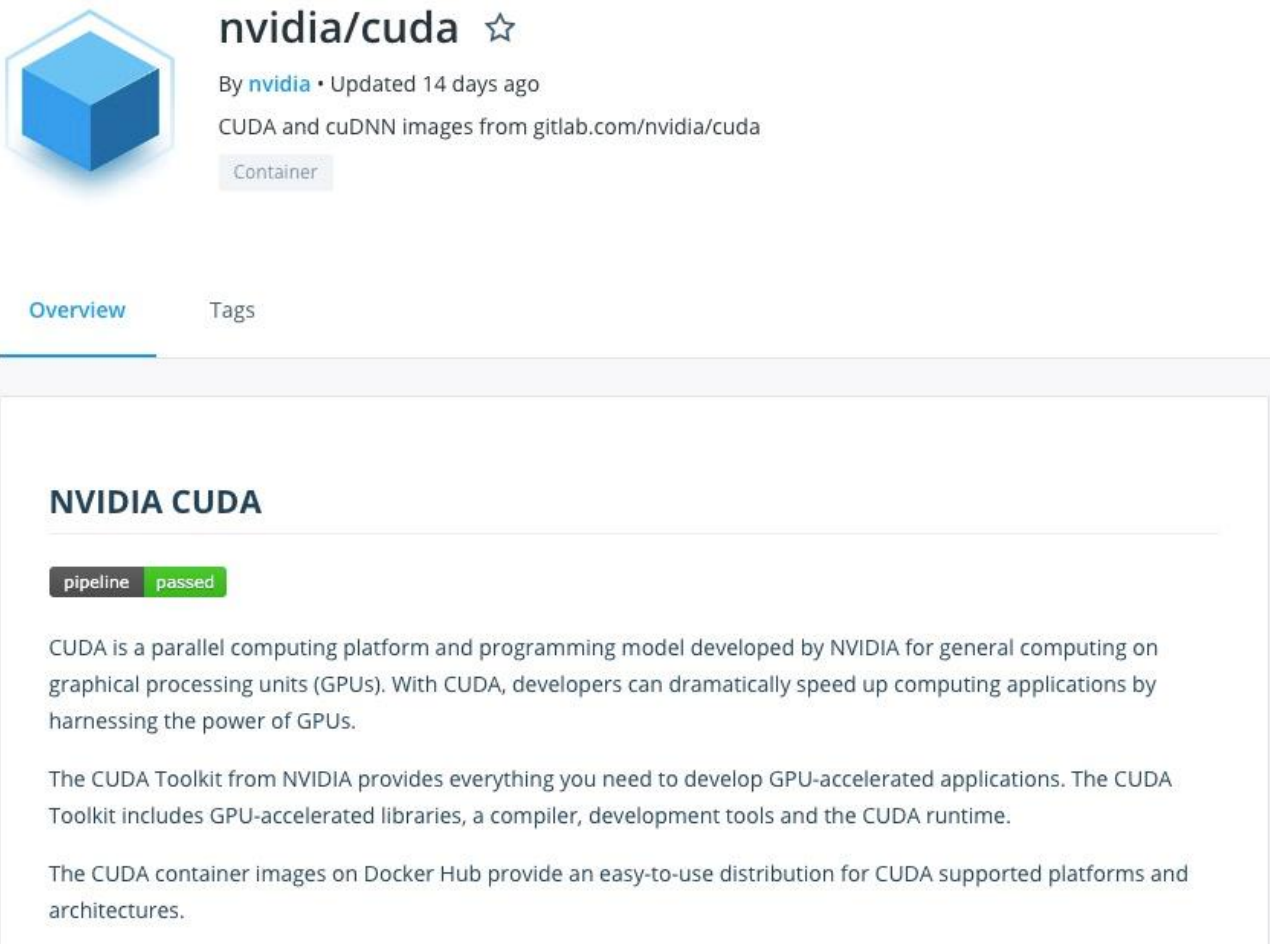 nvidia/cuda
By nvidia • Updated 14 days ago
CUDA and cuDNN images from gitlab.com/nvidia/cuda
Container
Overview Tags
NVIDIA CUDA
pipeline passed
CUDA is a parallel computing platform and programming model developed by NVIDIA for general computing on
graphical processing units (GPUs). With CUDA, developers can dramatically speed up computing applications by
harnessing the power of GPUs.
The CUDA Toolkit from NVIDIA provides everything you need to develop GPU-accelerated applications. The CUDA
Toolkit includes GPU-accelerated libraries, a compiler, development tools and the CUDA runtime.
The CUDA container images on Docker Hub provide an easy-to-use distribution for CUDA supported platforms and
architectures.